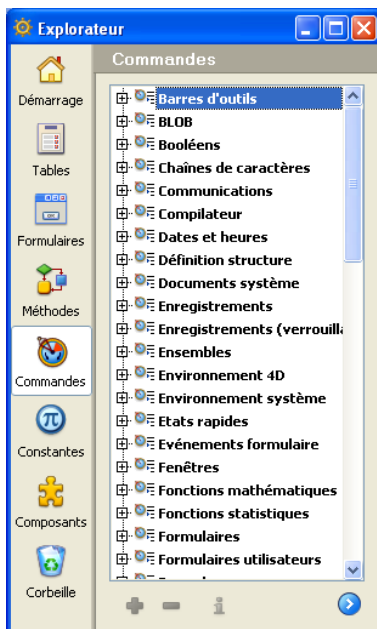 Explorateur
Commandes
Démarrage
Tables
Formulaires
Méthodes
Commandes
Constantes
Composants
Corbeille
Barres d'outils
BLOB
Booléens
Chaînes de caractères
Communications
Compilateur
Dates et heures
Définition structure
Documents système
Enregistrements
Enregistrements (verrouilla
Ensembles
Environnement 4D
Environnement système
Etats rapides
Evénements formulaire
Fenêtres
Fonctions mathématiques
Fonctions statistiques
Formulaires
Formulaires utilisateurs